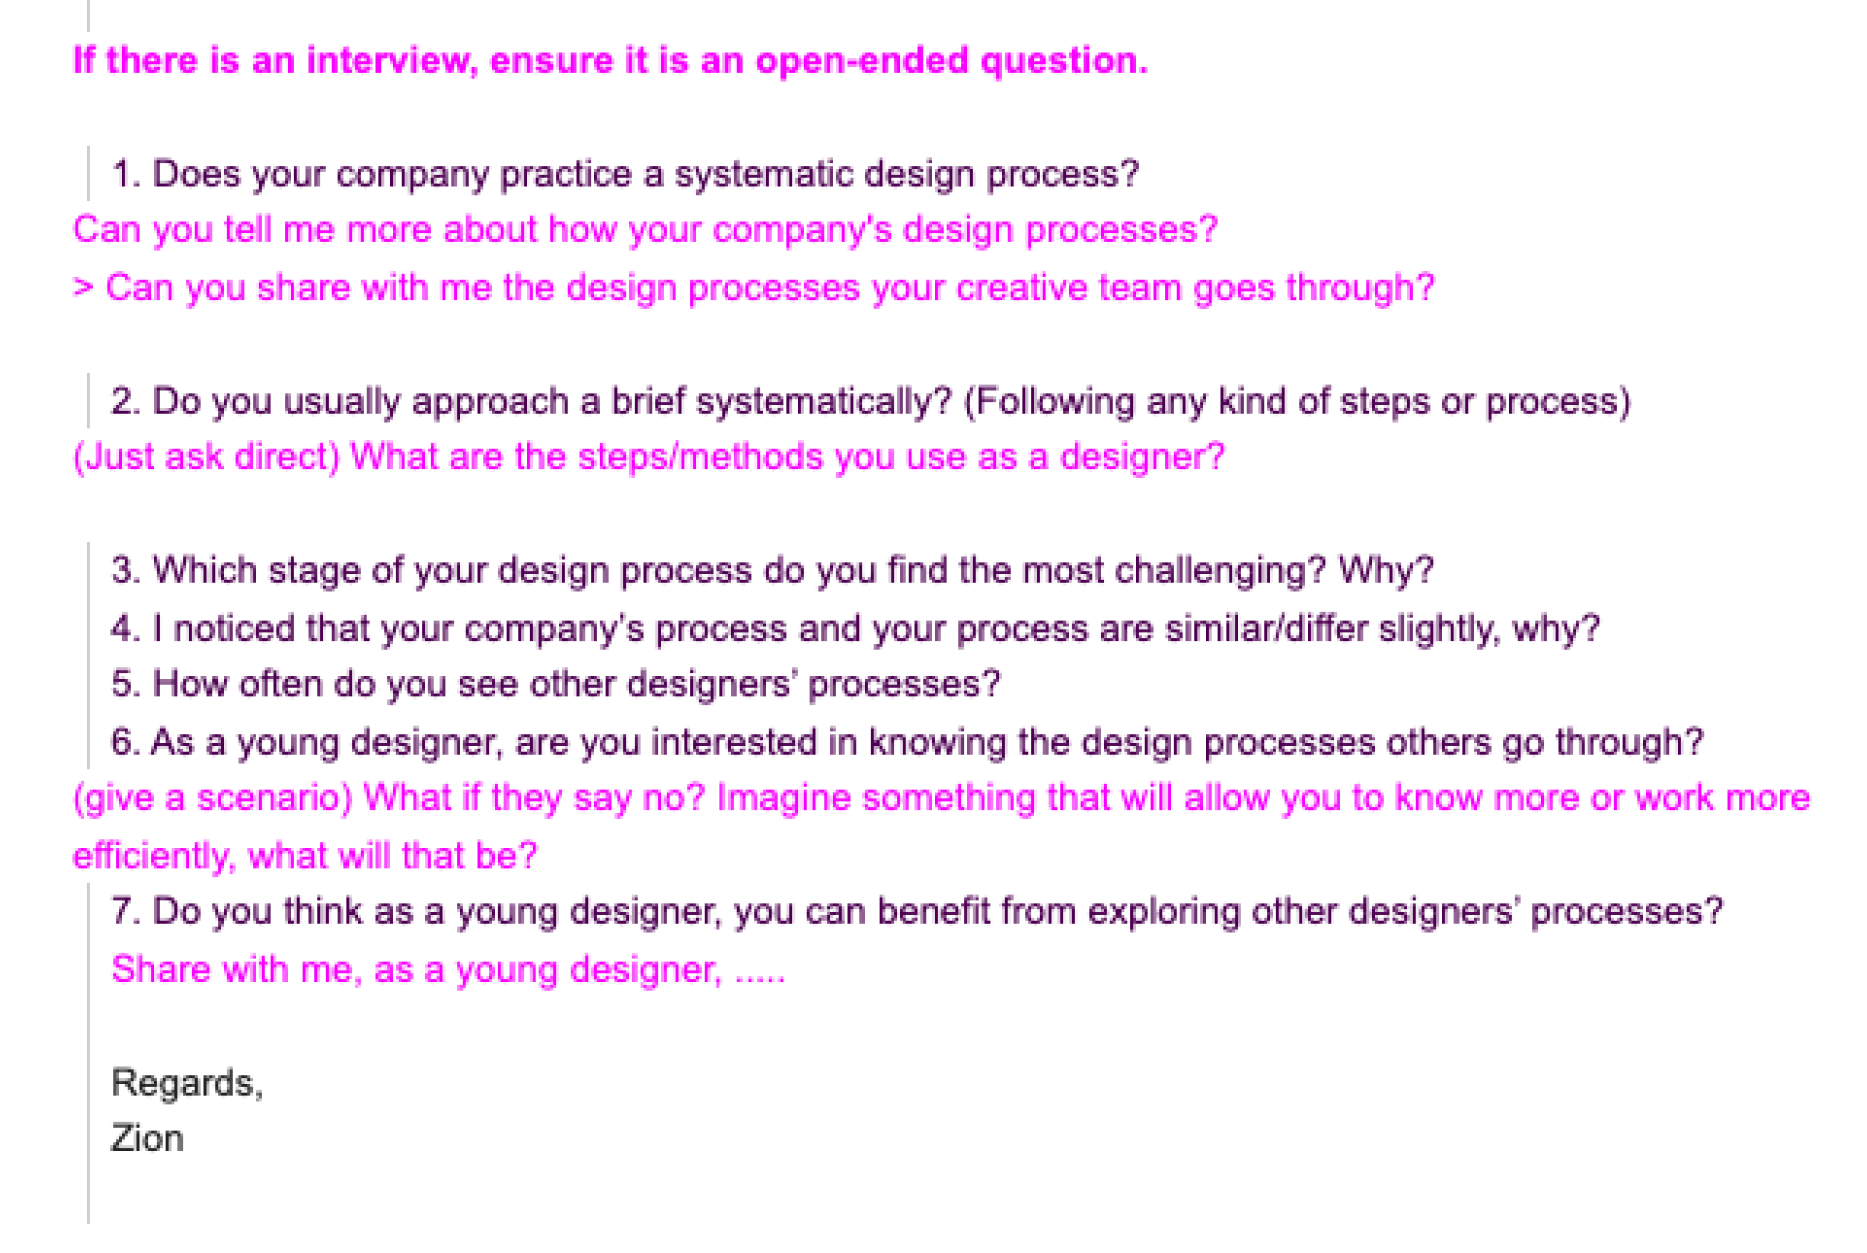 If there is an interview, ensure it is an open-ended question.
1. Does your company practice a systematic design process?
Can you tell me more about how your company's design processes?
> Can you share with me the design processes your creative team goes through?
2. Do you usually approach a brief systematically? (Following any kind of steps or process)
(Just ask direct) What are the steps/methods you use as a designer?
3. Which stage of your design process do you find the most challenging? Why?
4. I noticed that your company’s process and your process are similar/differ slightly, why?
5. How often do you see other designers’ processes?
6. As a young designer, are you interested in knowing the design processes others go through?
(give a scenario) What if they say no? Imagine something that will allow you to know more or work more
efficiently, what will that be?
7. Do you think as a young designer, you can benefit from exploring other designers’ processes?
Share with me, as a young designer, .....
Regards,
Zion